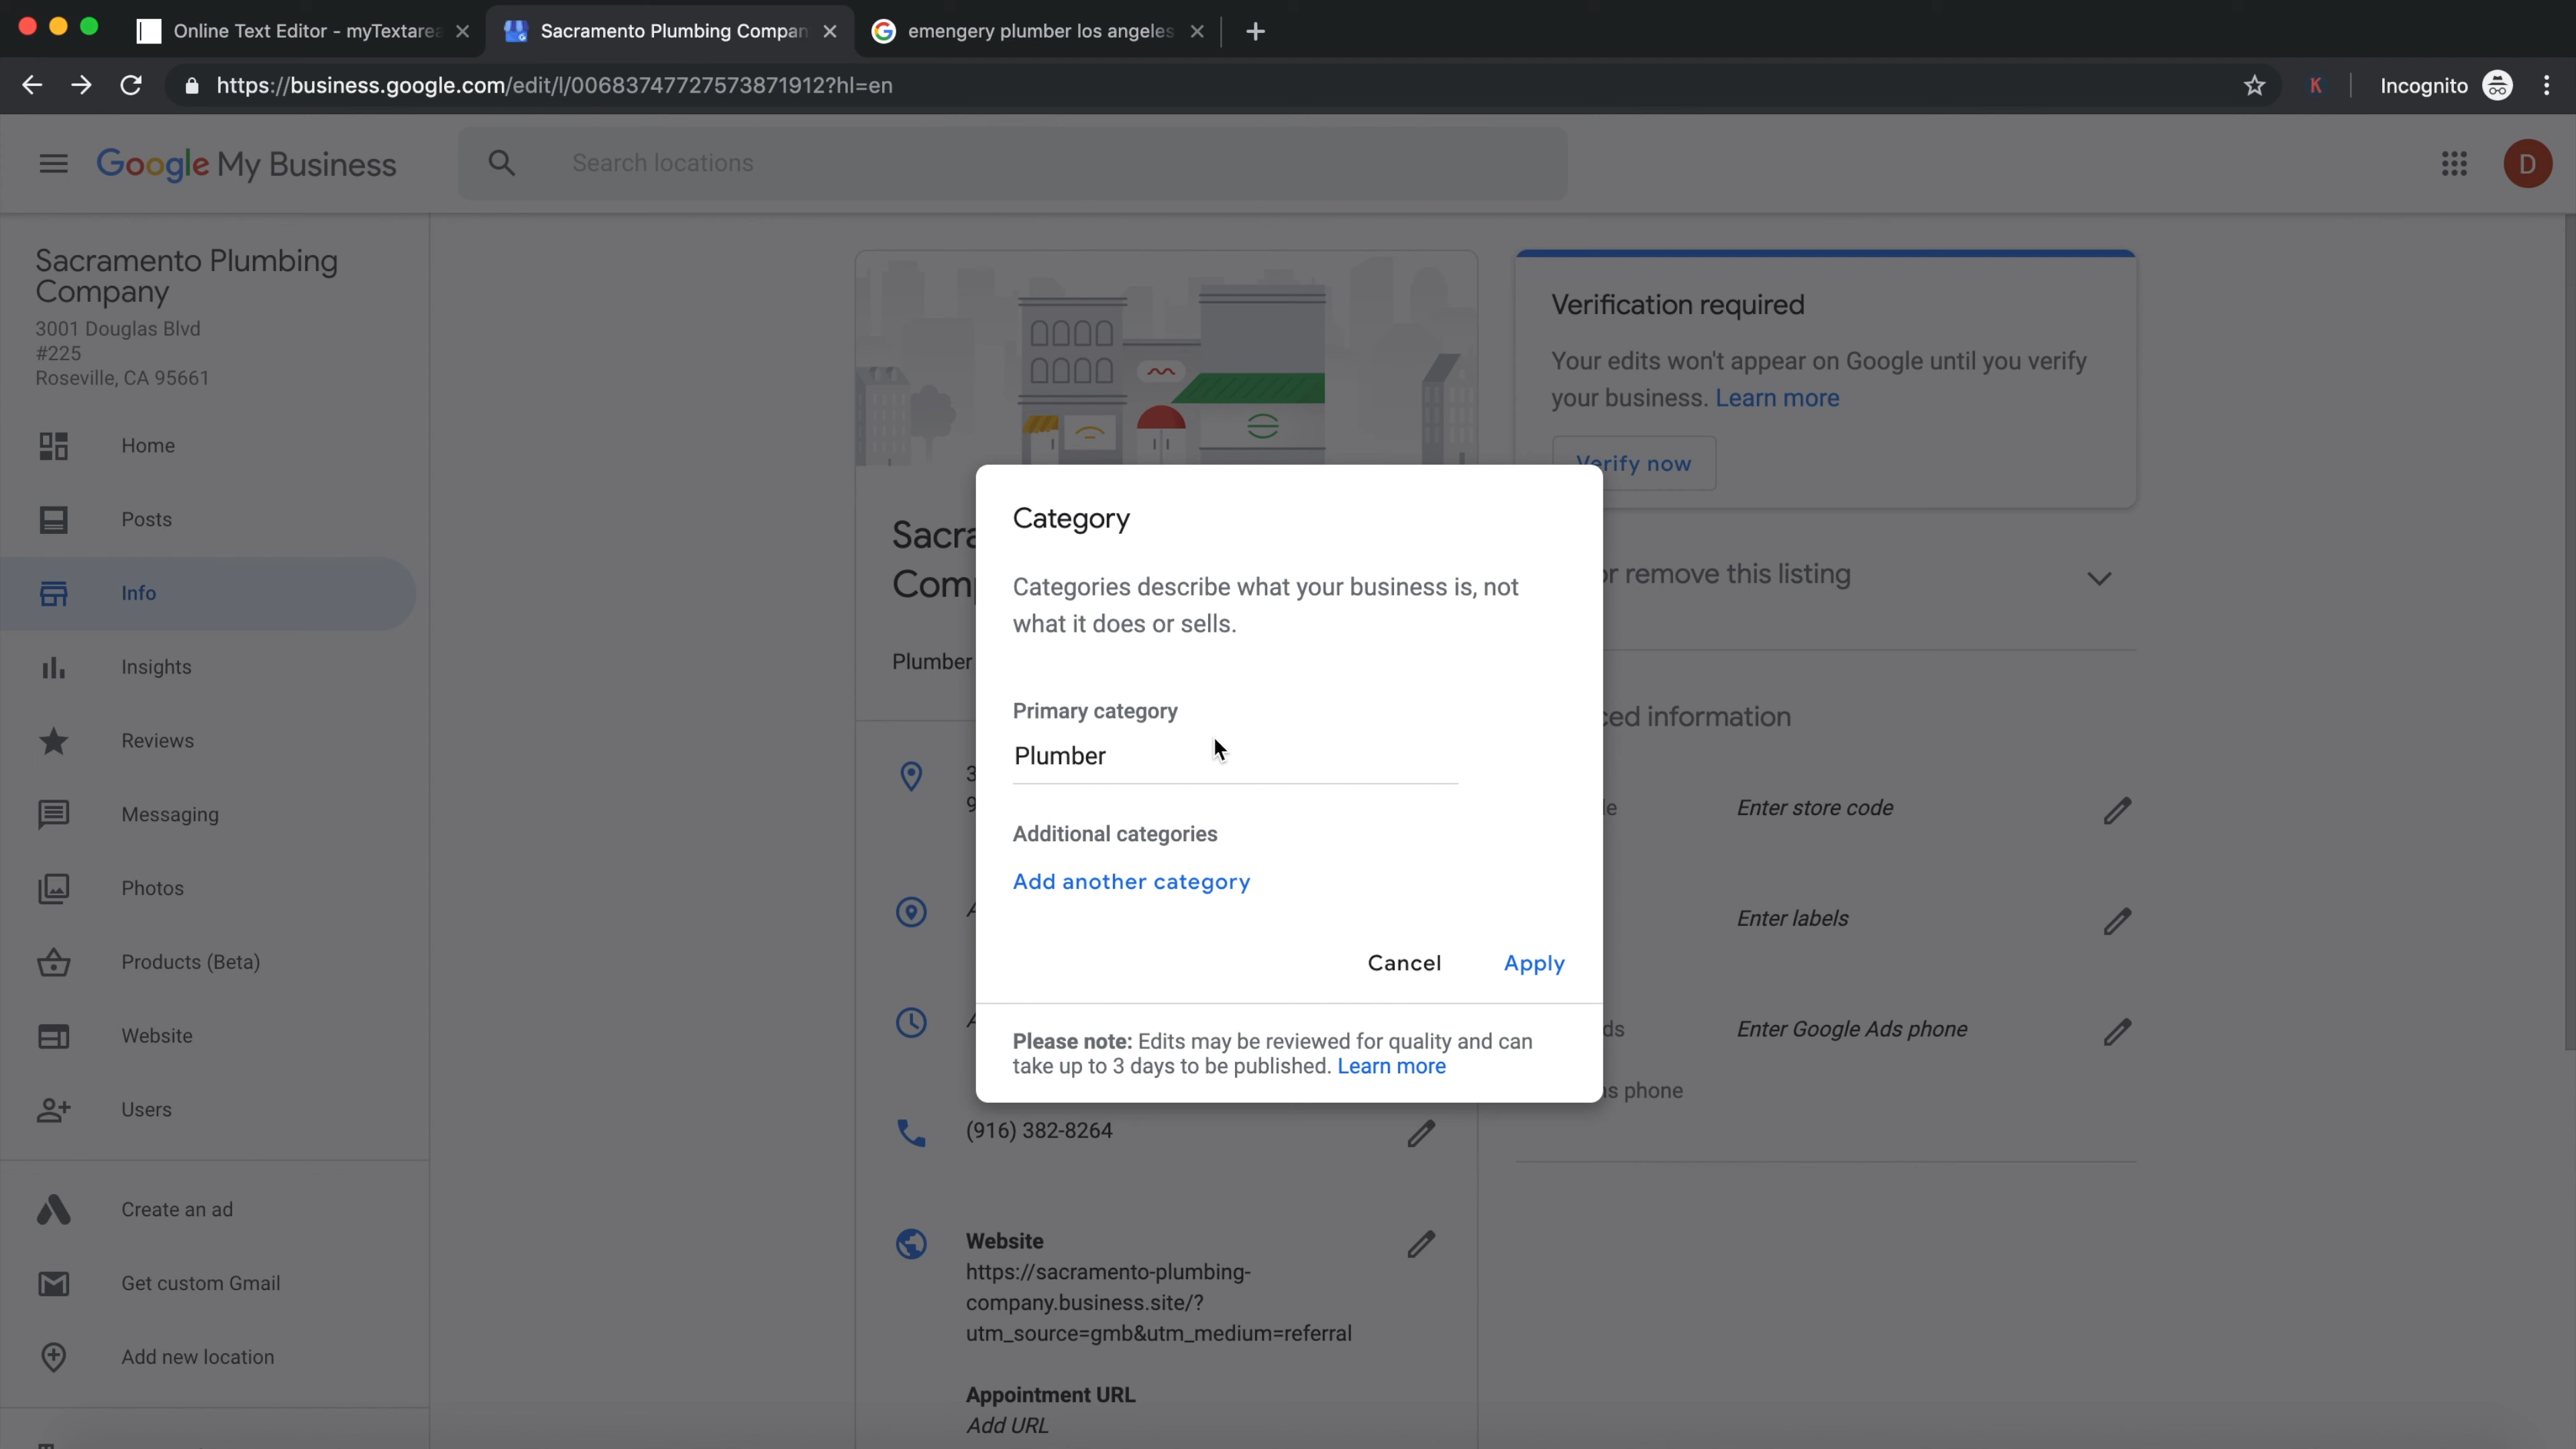 Online Text Editor - myTextarea
Sacramento Plumbing Compan
emengery plumber los angeles
https://business.google.com/edit/l/00683747727573871912?hl=en
K
Incognito
Google My Business
Search locations
D
Sacramento Plumbing
Company
3001 Douglas Blvd
#225
Roseville, CA 95661
Home
Posts
Info
Insights
Reviews
Messaging
Photos
Products (Beta)
Website
Users
Create an ad
Get custom Gmail
Add new location
Verification required
Your edits won't appear on Google until you verify
your business. Learn more
Verify now
Sacra
Com
Plumber
Category
Categories describe what your business is, not
what it does or sells.
Primary category
Plumber
Additional categories
Add another category
Cancel
Apply
Please note: Edits may be reviewed for quality and can
take up to 3 days to be published. Learn more
or remove this listing
ced information
Enter store code
Enter labels
ds
Enter Google Ads phone
ns phone
(916) 382-8264
Website
https://sacramento-plumbing-
company.business.site/?
utm_source=gmb&utm_medium=referral
Appointment URL
Add URL